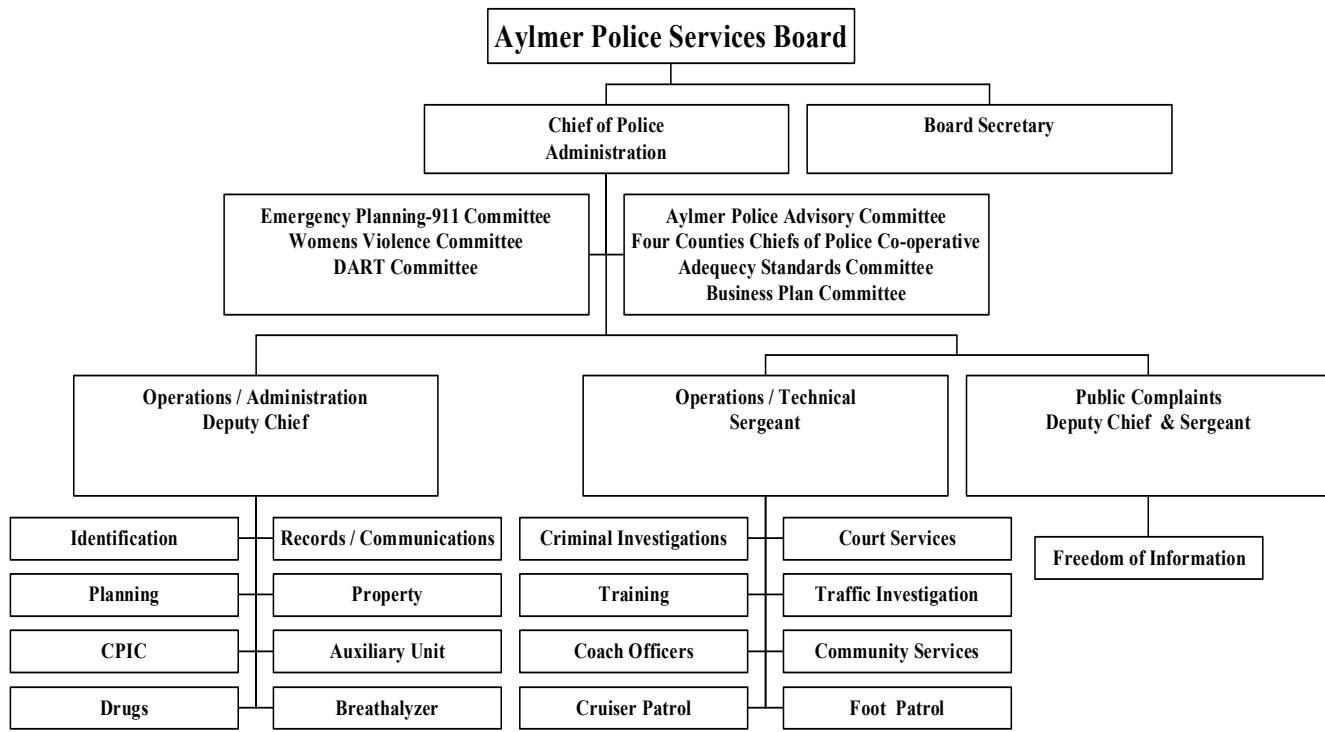 Aylmer Police Services Board
Chief of Police
Administration
Board Secretary
Emergency Planning-911 Committee
Womens Violence Committee
DART Committee
Aylmer Police Advisory Committee
Four Counties Chiefs of Police Co-operative
Adequecy Standards Committee
Business Plan Committee
Operations / Administration
Deputy Chief
Operations / Technical
Sergeant
Public Complaints
Deputy Chief & Sergeant
Identification
Records / Communications
Planning
Property
CPIC
Auxiliary Unit
Drugs
Breathalyzer
Criminal Investigations
Court Services
Training
Traffic Investigation
Coach Officers
Community Services
Cruiser Patrol
Foot Patrol
Freedom of Information